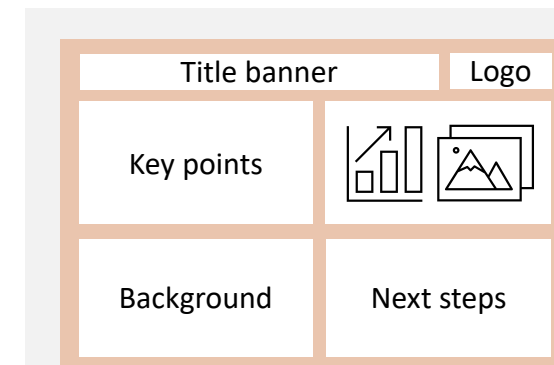 Title banner
Logo
Key points
Background
Next steps